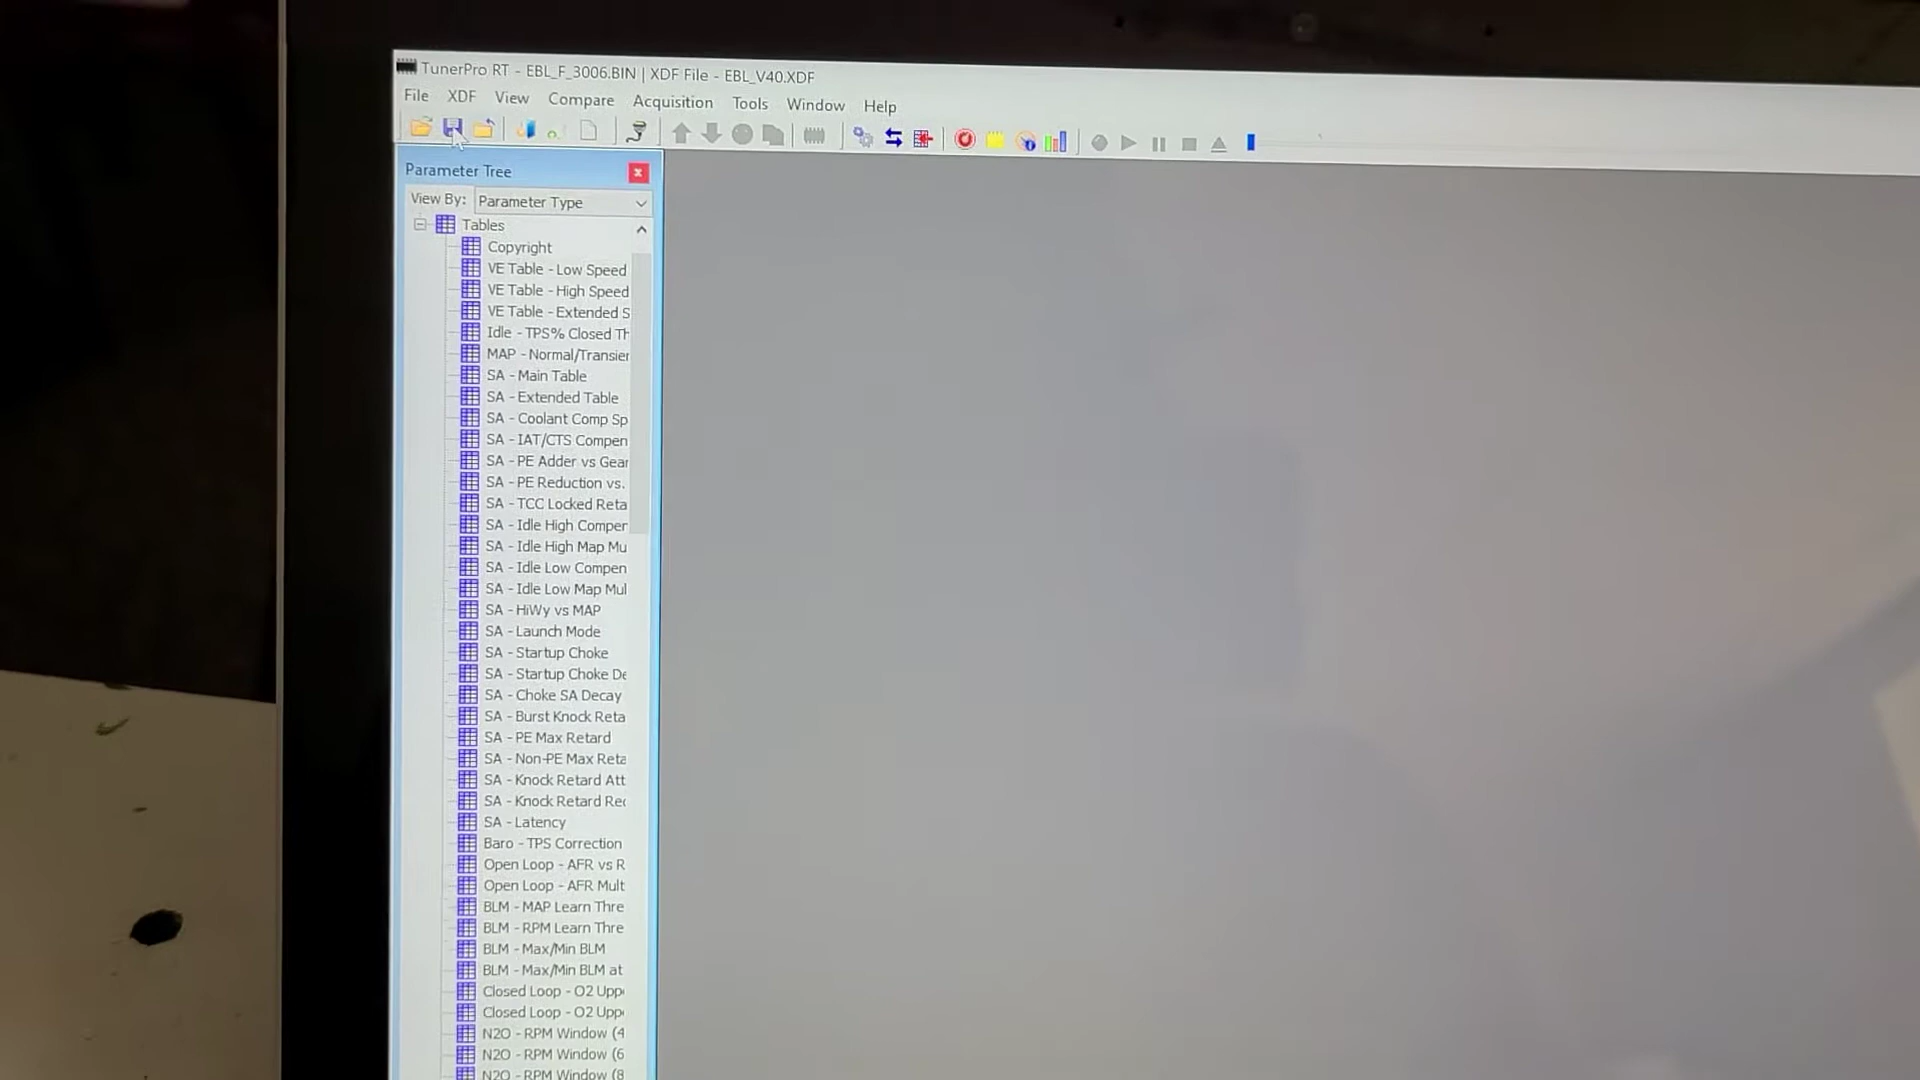 TunerPro RT - EBL_F_3006.BIN | XDF File - EBL_V40.XDF
File XDF View Compare Acquisition Tools Window Help
Parameter Tree
View By: Parameter Type
Tables
Copyright
VE Table - Low Speed
VE Table - High Speed
VE Table - Extended S
Idle - TPS% Closed Th
MAP - Normal/Transier
SA - Main Table
SA - Extended Table
SA - Coolant Comp Sp
SA - IAT/CTS Compen
SA - PE Adder vs Gear
SA - PE Reduction vs.
SA - TCC Locked Reta
SA - Idle High Comper
SA - Idle High Map Mu
SA - Idle Low Compen
SA - Idle Low Map Mul
SA - HiWy vs MAP
SA - Launch Mode
SA - Startup Choke
SA - Startup Choke De
SA - Choke SA Decay
SA - Burst Knock Reta
SA - PE Max Retard
SA - Non-PE Max Reta
SA - Knock Retard Att
SA - Knock Retard Rec
SA - Latency
Baro - TPS Correction
Open Loop - AFR vs R
Open Loop - AFR Mult
BLM - MAP Learn Thre
BLM - RPM Learn Thre
BLM - Max/Min BLM
BLM - Max/Min BLM at
Closed Loop - O2 Uppe
Closed Loop - O2 Uppe
N2O - RPM Window (4
N2O - RPM Window (6
N2O - RPM Window (8